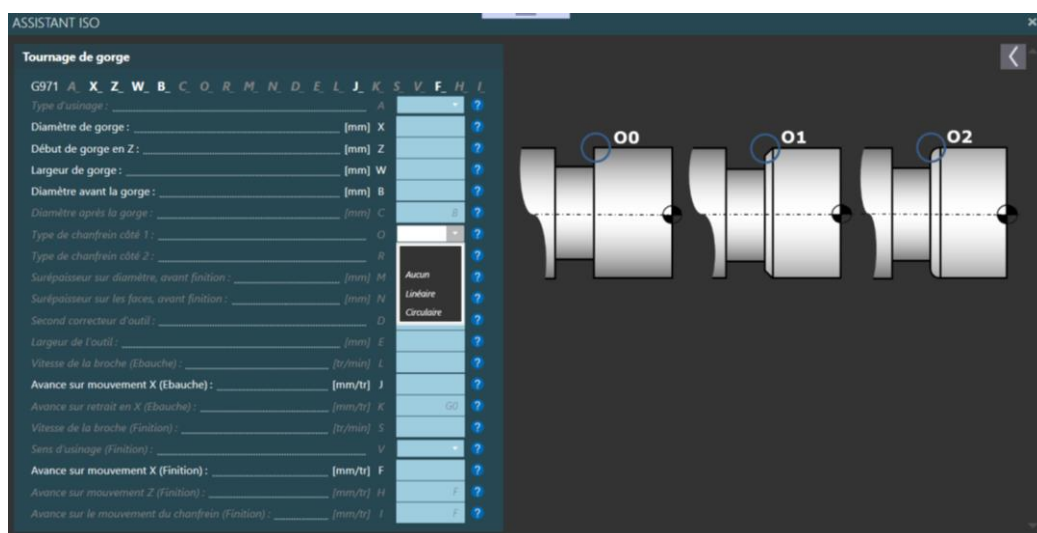 ASSISTANT ISO
Tournage de gorge
G971 A_ X_ Z_ W_ B_ C_ O_ R_ M_ N_ D_ E_ L_ J_ K_ S_ V_ F_ H_ I_
Type d'usinage : A ?
Diamètre de gorge : [mm] X ?
Début de gorge en Z : [mm] Z ?
Largeur de gorge : [mm] W ?
Diamètre avant la gorge : [mm] B ?
Diamètre après la gorge : [mm] C B ?
Type de chanfrein côté 1 : O ?
Type de chanfrein côté 2 : R ?
Surépaisseur sur diamètre, avant finition : [mm] M Aucun ?
Surépaisseur sur les faces, avant finition : [mm] N Linéaire ?
Second correcteur d'outil : D Circulaire ?
Largeur de l'outil : [mm] E ?
Vitesse de la broche (Ebauche) : [tr/min] L ?
Avance sur mouvement X (Ebauche) : [mm/tr] J ?
Avance sur retrait en X (Ebauche) : [mm/tr] K G0 ?
Vitesse de la broche (Finition) : [tr/min] S ?
Sens d'usinage (Finition) : V ?
Avance sur mouvement X (Finition) : [mm/tr] F ?
Avance sur mouvement Z (Finition) : [mm/tr] H F ?
Avance sur le mouvement du chanfrein (Finition) : [mm/tr] I F ?
O0 O1 O2